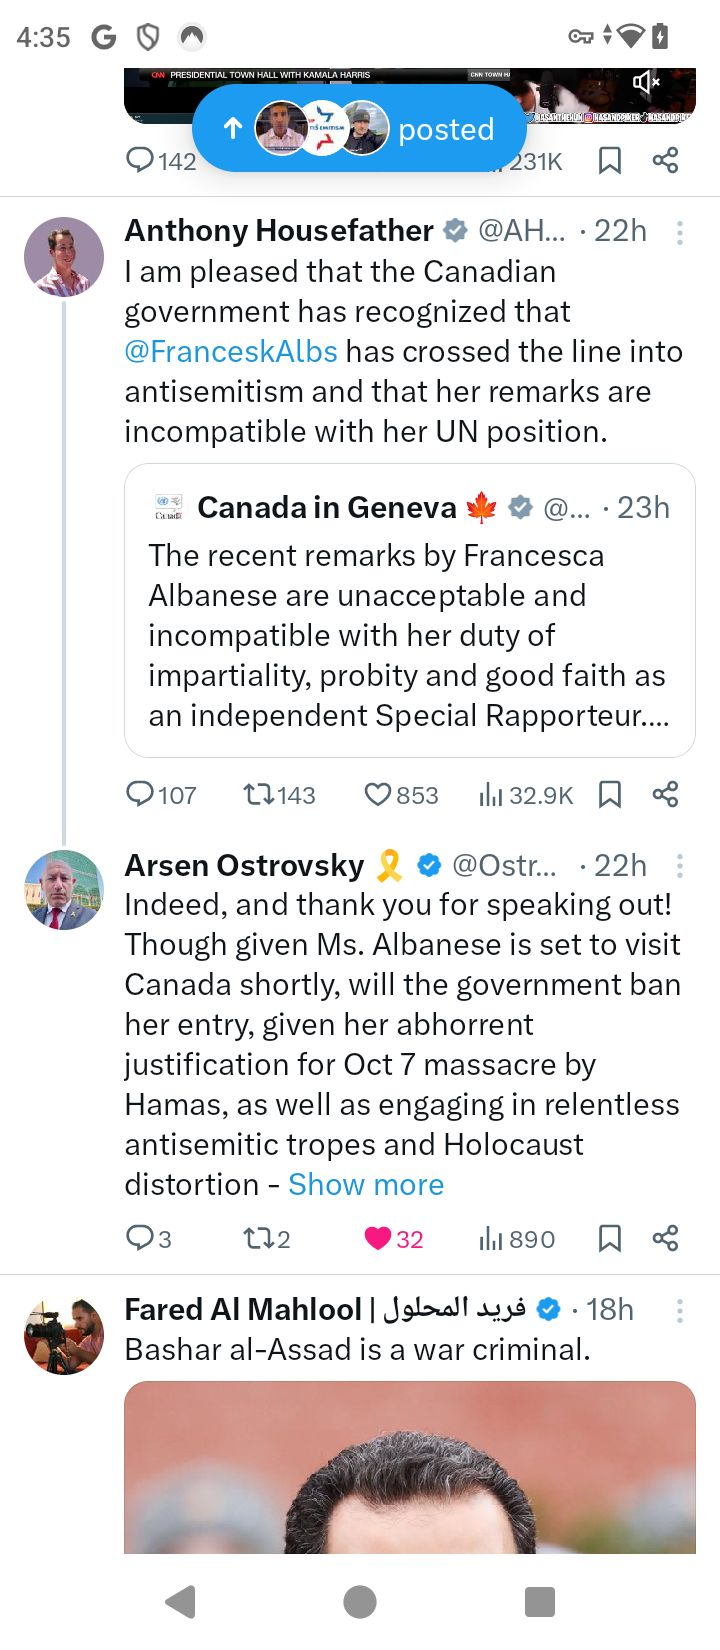 4:35
CNN PRESIDENTIAL TOWN HALL WITH KAMALA HARRIS
CNN TOWN HA
posted
142
231K
Anthony Housefather @AH... · 22h
I am pleased that the Canadian
government has recognized that
@FranceskAlbs has crossed the line into
antisemitism and that her remarks are
incompatible with her UN position.
Canada in Geneva 🍁 @... · 23h
The recent remarks by Francesca
Albanese are unacceptable and
incompatible with her duty of
impartiality, probity and good faith as
an independent Special Rapporteur....
107 143 853 32.9K
Arsen Ostrovsky 🎗️ @Ostr... · 22h
Indeed, and thank you for speaking out!
Though given Ms. Albanese is set to visit
Canada shortly, will the government ban
her entry, given her abhorrent
justification for Oct 7 massacre by
Hamas, as well as engaging in relentless
antisemitic tropes and Holocaust
distortion - Show more
3 2 32 890
Fared Al Mahlool | فريد المحلول · 18h
Bashar al-Assad is a war criminal.